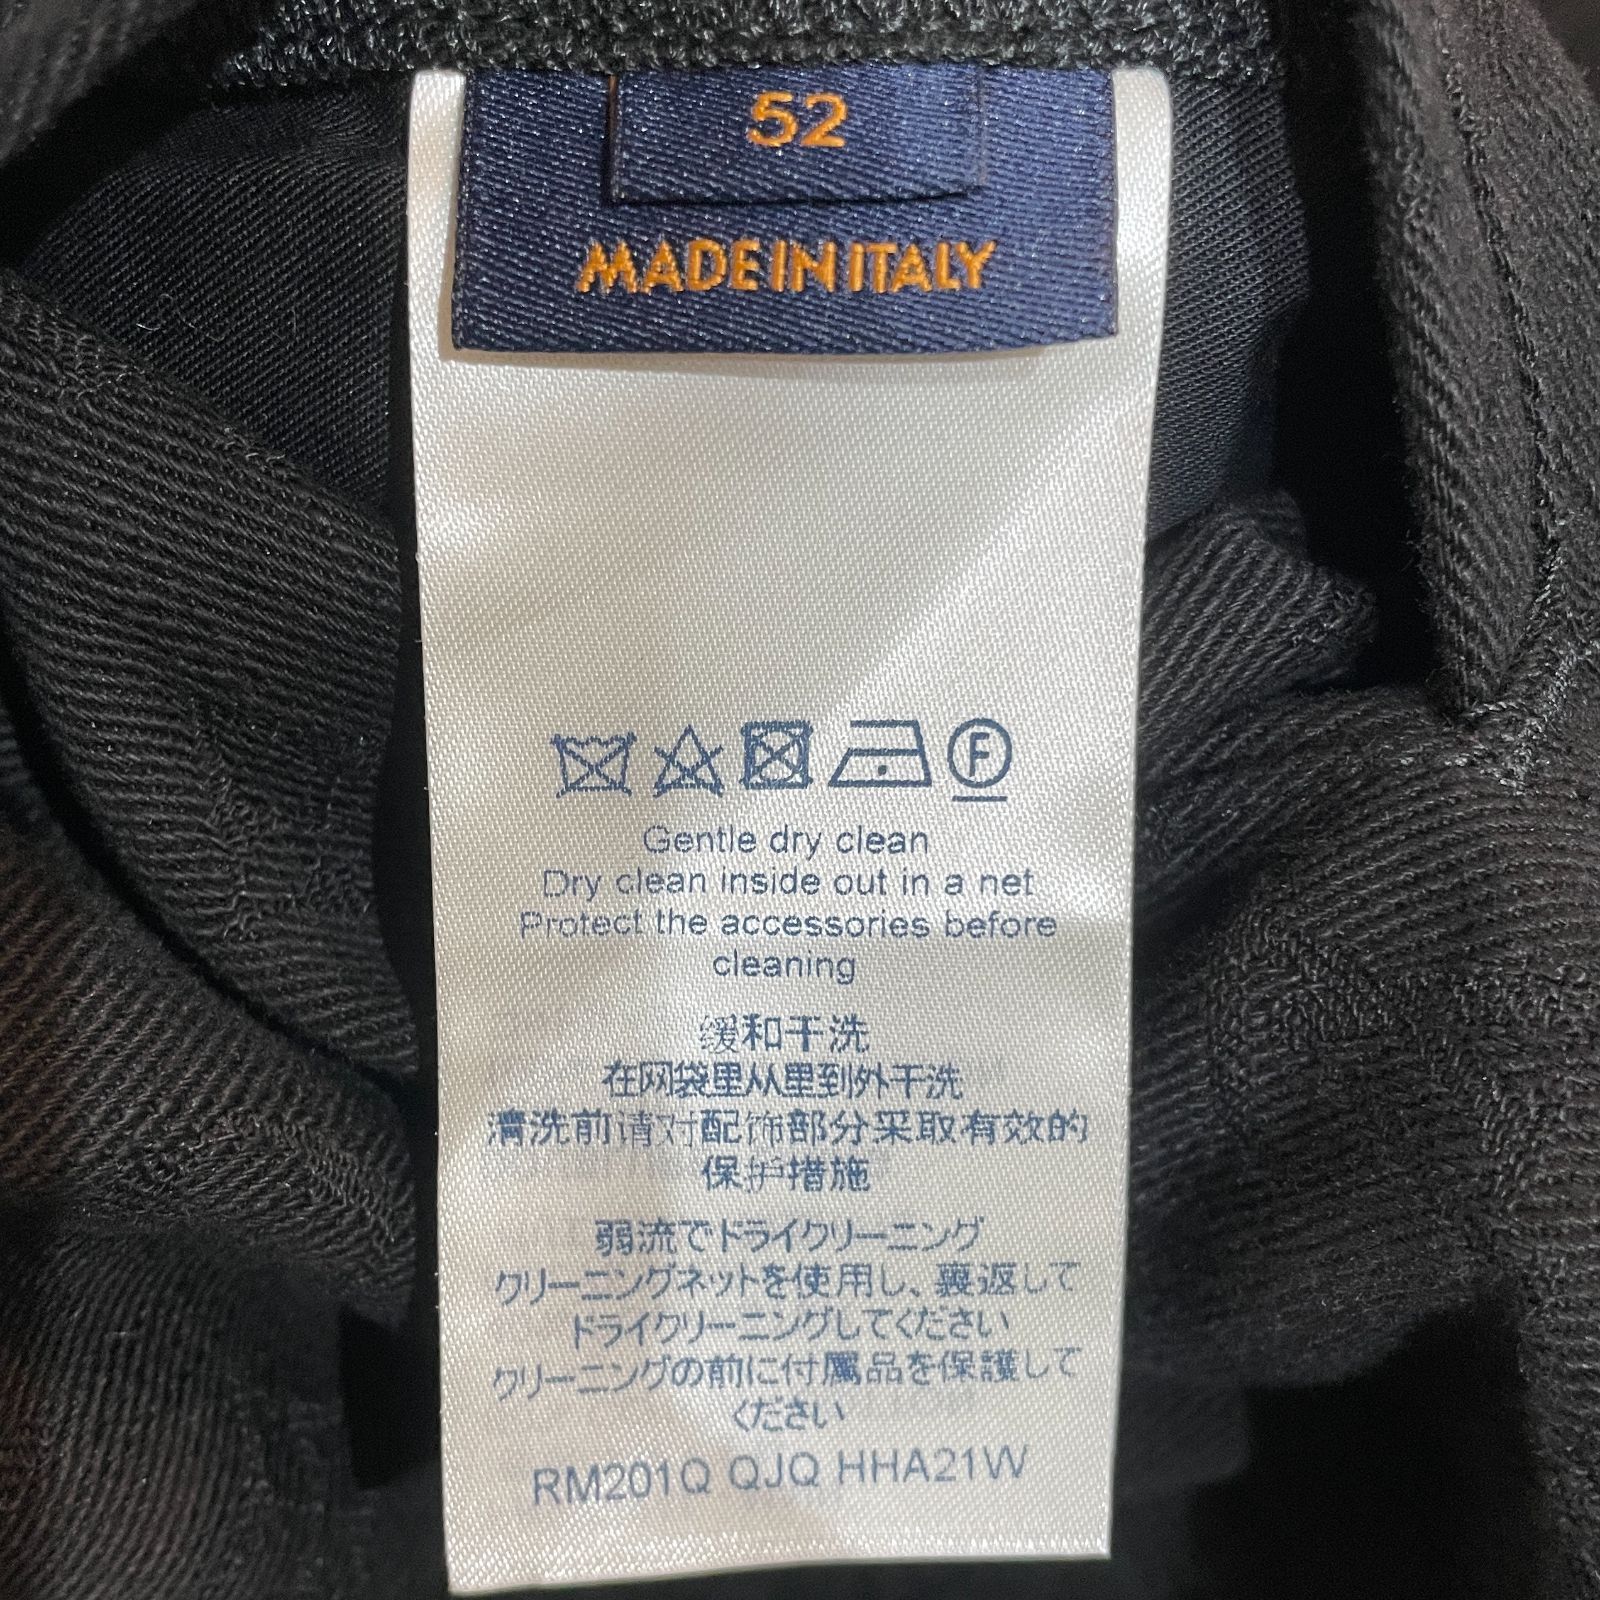 52
MADE IN ITALY
F
Gentle dry clean
Dry clean inside out in a net
Protect the accessories before
cleaning
缓和干洗
在网袋里从里到外干洗
清洗前请对配饰部分采取有效的
保护措施
弱流でドライクリーニング
クリーニングネットを使用し、裏返して
ドライクリーニングしてください
クリーニングの前に付属品を保護して
ください
RM201Q QJQ HHA21W